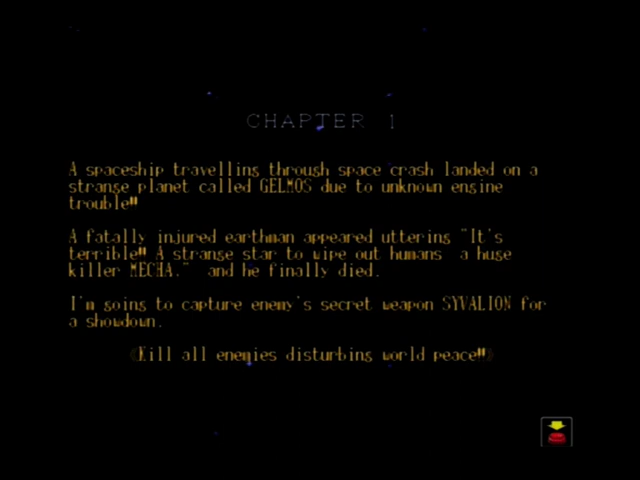 CHAPTER 1
A spaceship travelling through space crash landed on a
strange planet called GELMOS due to unknown engine
trouble!!
A fatally injured earthman appeared uttering "It's
terrible!! A strange star to wipe out humans a huge
killer MECHA." and he finally died.
I'm going to capture enemy's secret weapon SYVALION for
a showdown.
Kill all enemies disturbing world peace!!